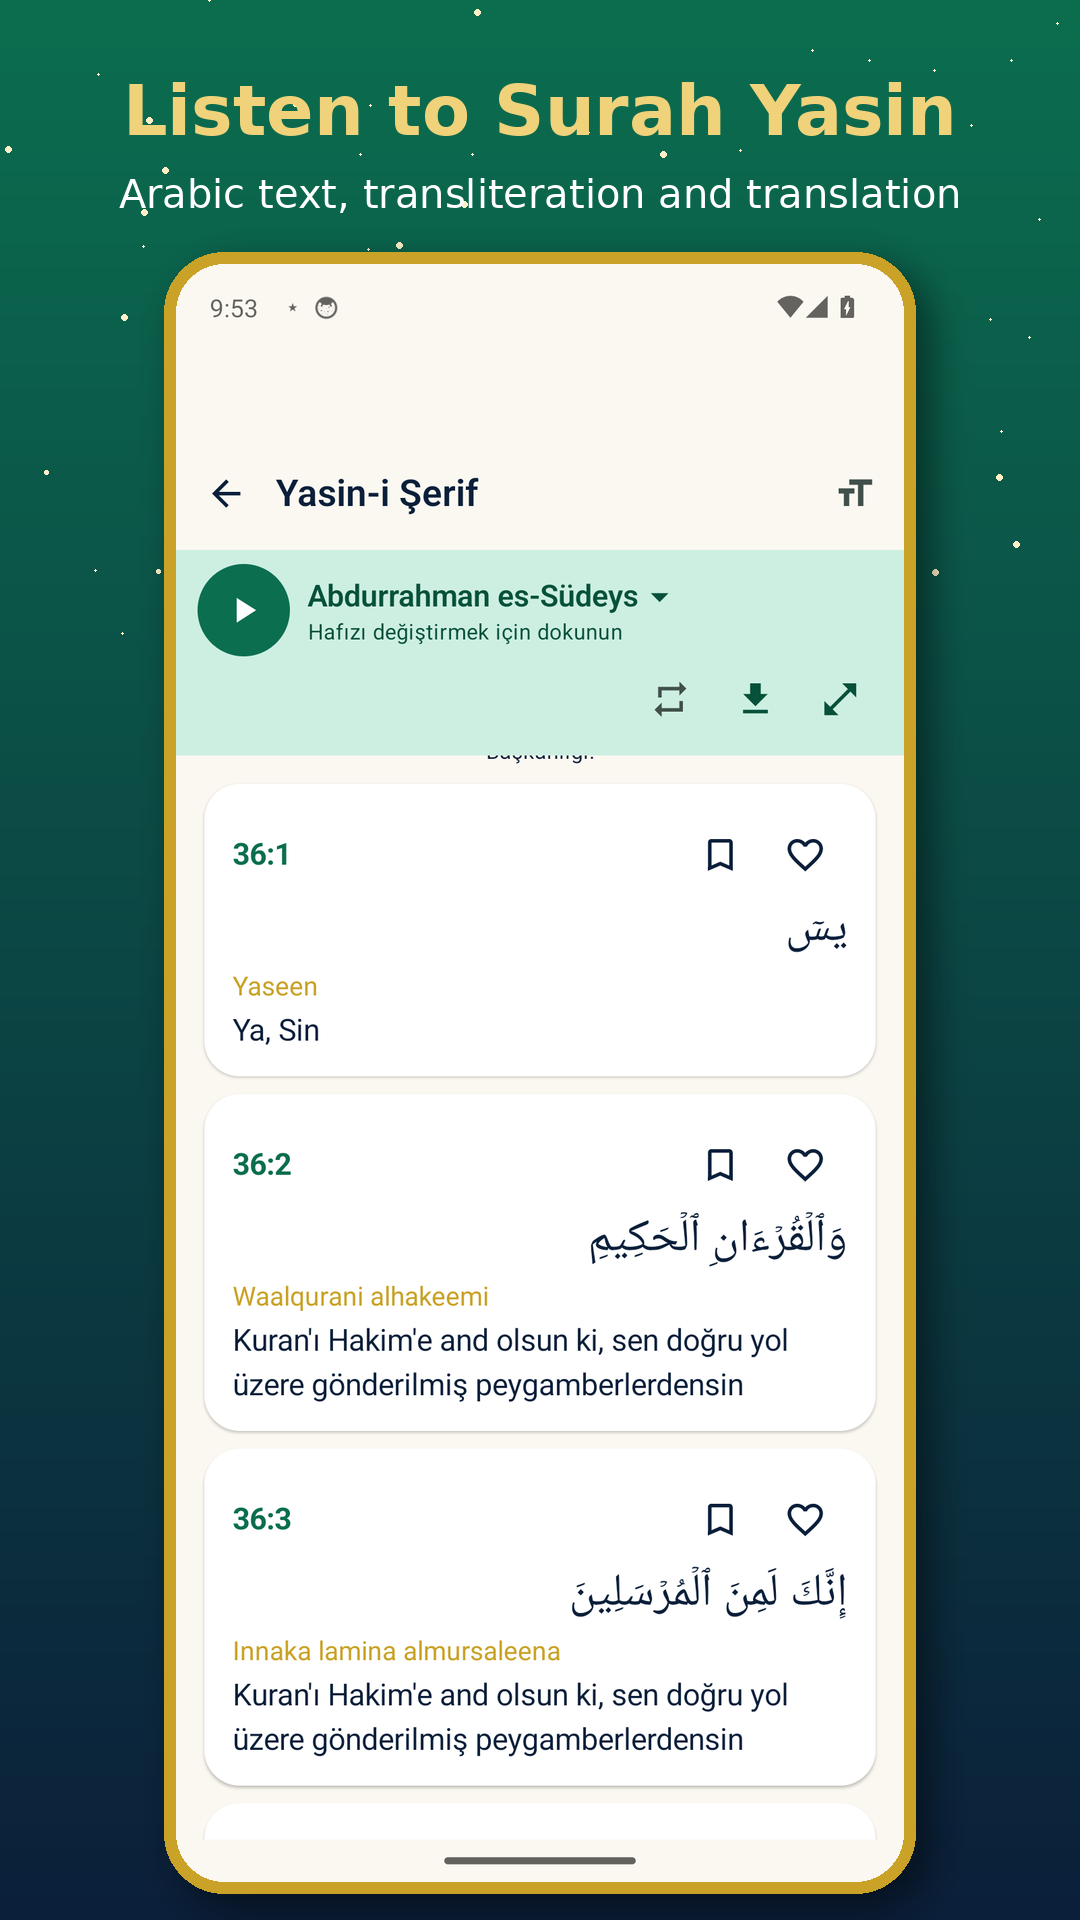 Listen to Surah Yasin
Arabic text, transliteration and translation
9:53
Yasin-i Şerif
Abdurrahman es-Südeys
Hafızı değiştirmek için dokunun
36:1
يسٓ
Yaseen
Ya, Sin
36:2
وَٱلْقُرْءَانِ ٱلْحَكِيمِ
Waalqurani alhakeemi
Kuran'ı Hakim'e and olsun ki, sen doğru yol
üzere gönderilmiş peygamberlerdensin
36:3
إِنَّكَ لَمِنَ ٱلْمُرْسَلِينَ
Innaka lamina almursaleena
Kuran'ı Hakim'e and olsun ki, sen doğru yol
üzere gönderilmiş peygamberlerdensin